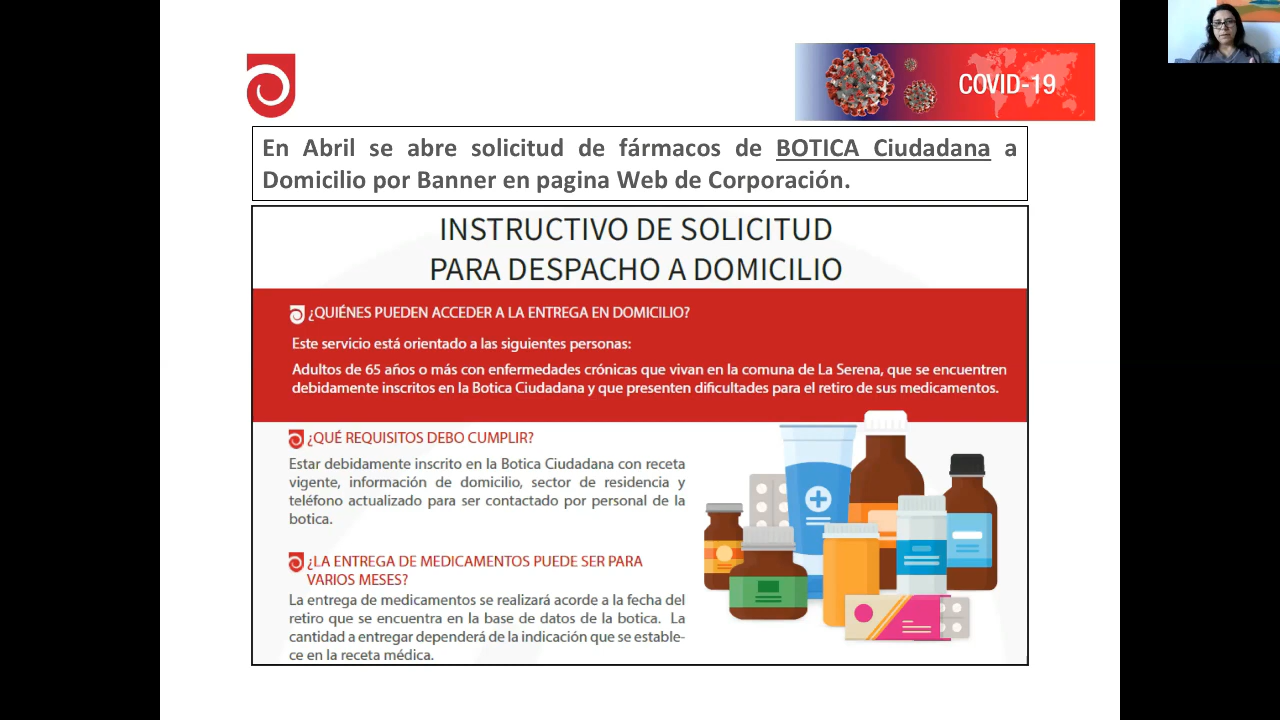 COVID-19
En Abril se abre solicitud de fármacos de BOTICA Ciudadana a
Domicilio por Banner en pagina Web de Corporación.
INSTRUCTIVO DE SOLICITUD
PARA DESPACHO A DOMICILIO
¿QUIÉNES PUEDEN ACCEDER A LA ENTREGA EN DOMICILIO?
Este servicio está orientado a las siguientes personas:
Adultos de 65 años o más con enfermedades crónicas que vivan en la comuna de La Serena, que se encuentren
debidamente inscritos en la Botica Ciudadana y que presenten dificultades para el retiro de sus medicamentos.
¿QUÉ REQUISITOS DEBO CUMPLIR?
Estar debidamente inscrito en la Botica Ciudadana con receta
vigente, información de domicilio, sector de residencia y
teléfono actualizado para ser contactado por personal de la
botica.
¿LA ENTREGA DE MEDICAMENTOS PUEDE SER PARA
VARIOS MESES?
La entrega de medicamentos se realizará acorde a la fecha del
retiro que se encuentra en la base de datos de la botica. La
cantidad a entregar dependerá de la indicación que se estable-
ce en la receta médica.